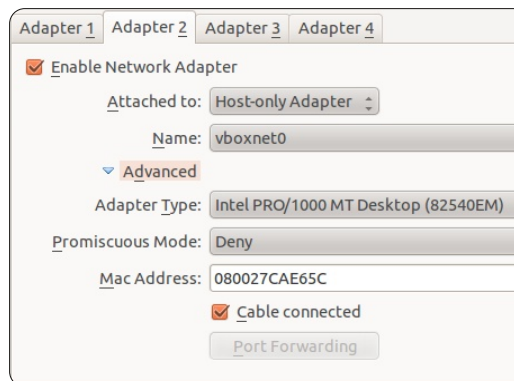 Adapter 1 Adapter 2 Adapter 3 Adapter 4
Enable Network Adapter
Attached to: Host-only Adapter
Name: vboxnet0
Advanced
Adapter Type: Intel PRO/1000 MT Desktop (82540EM)
Promiscuous Mode: Deny
Mac Address: 080027CAE65C
Cable connected
Port Forwarding